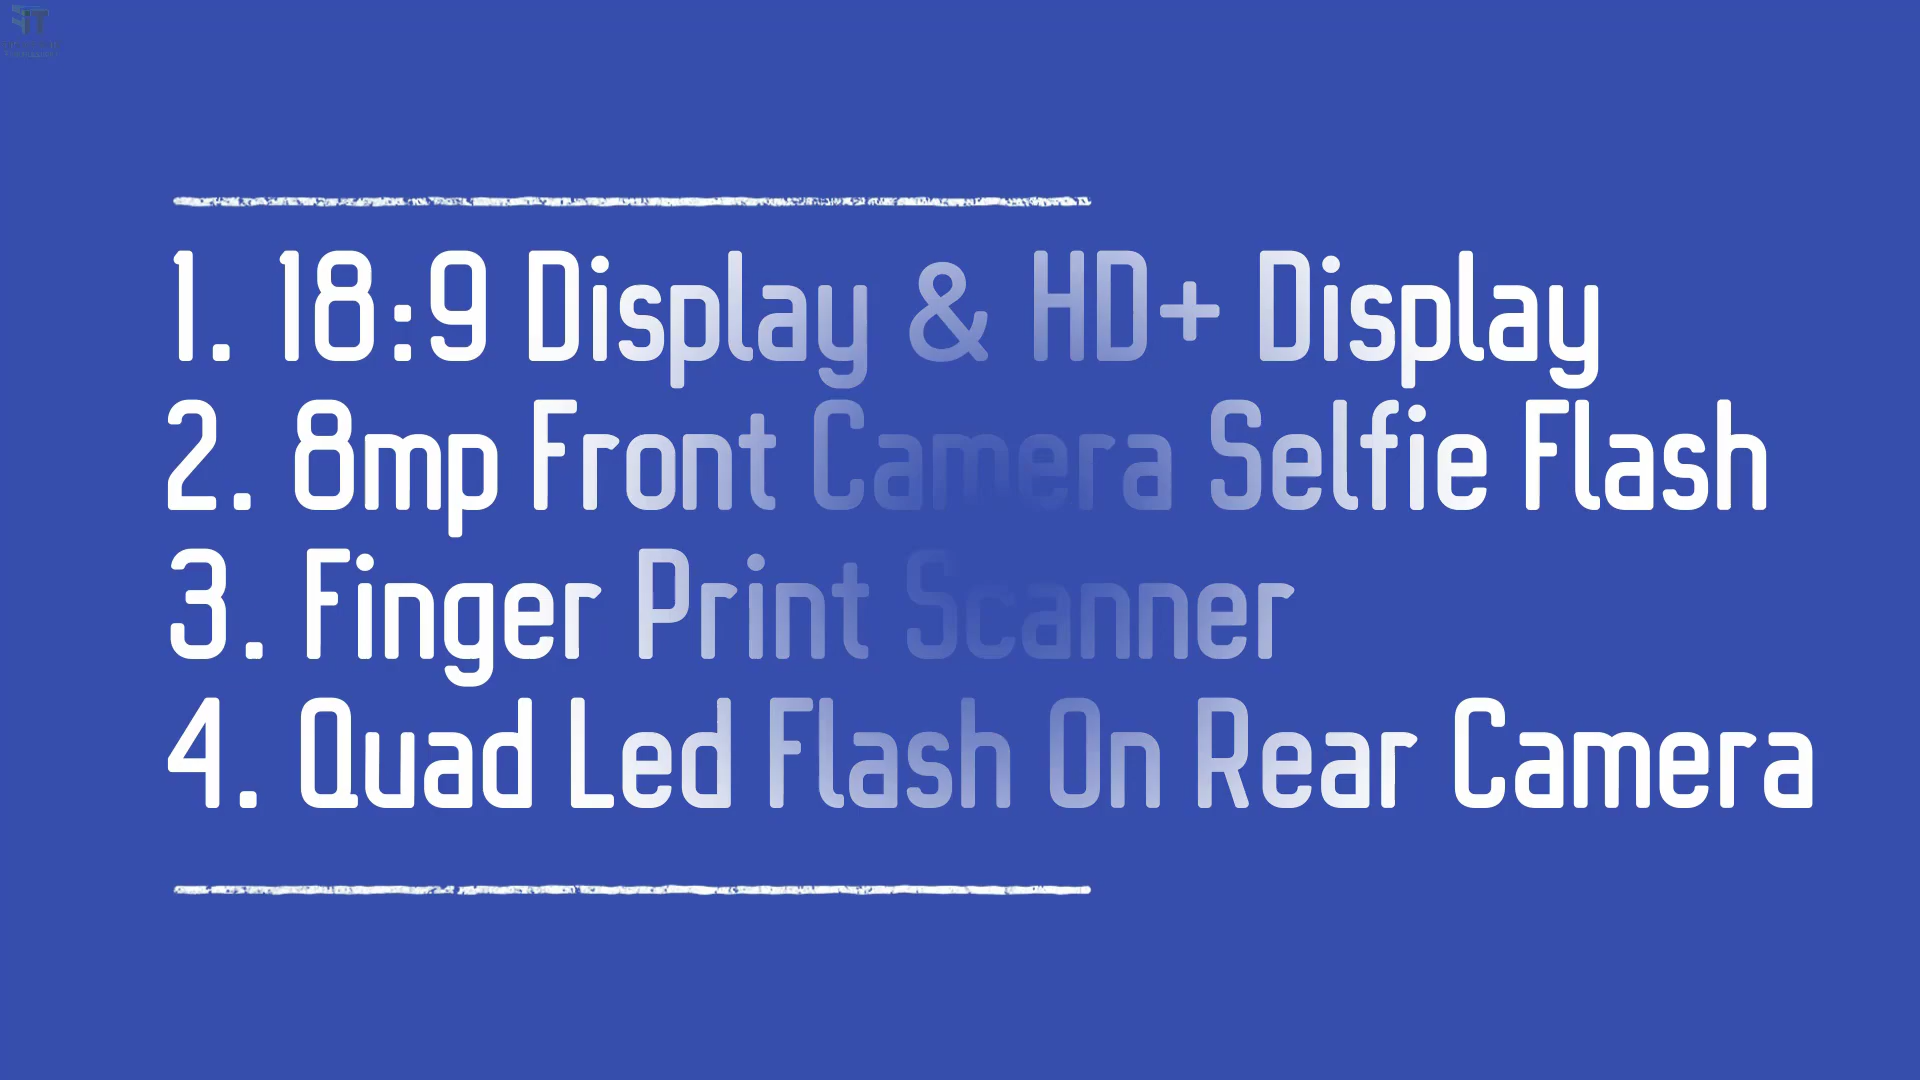 1. 18:9 Display & HD+ Display
2. 8mp Front Camera Selfie Flash
3. Finger Print Scanner
4. Quad Led Flash On Rear Camera